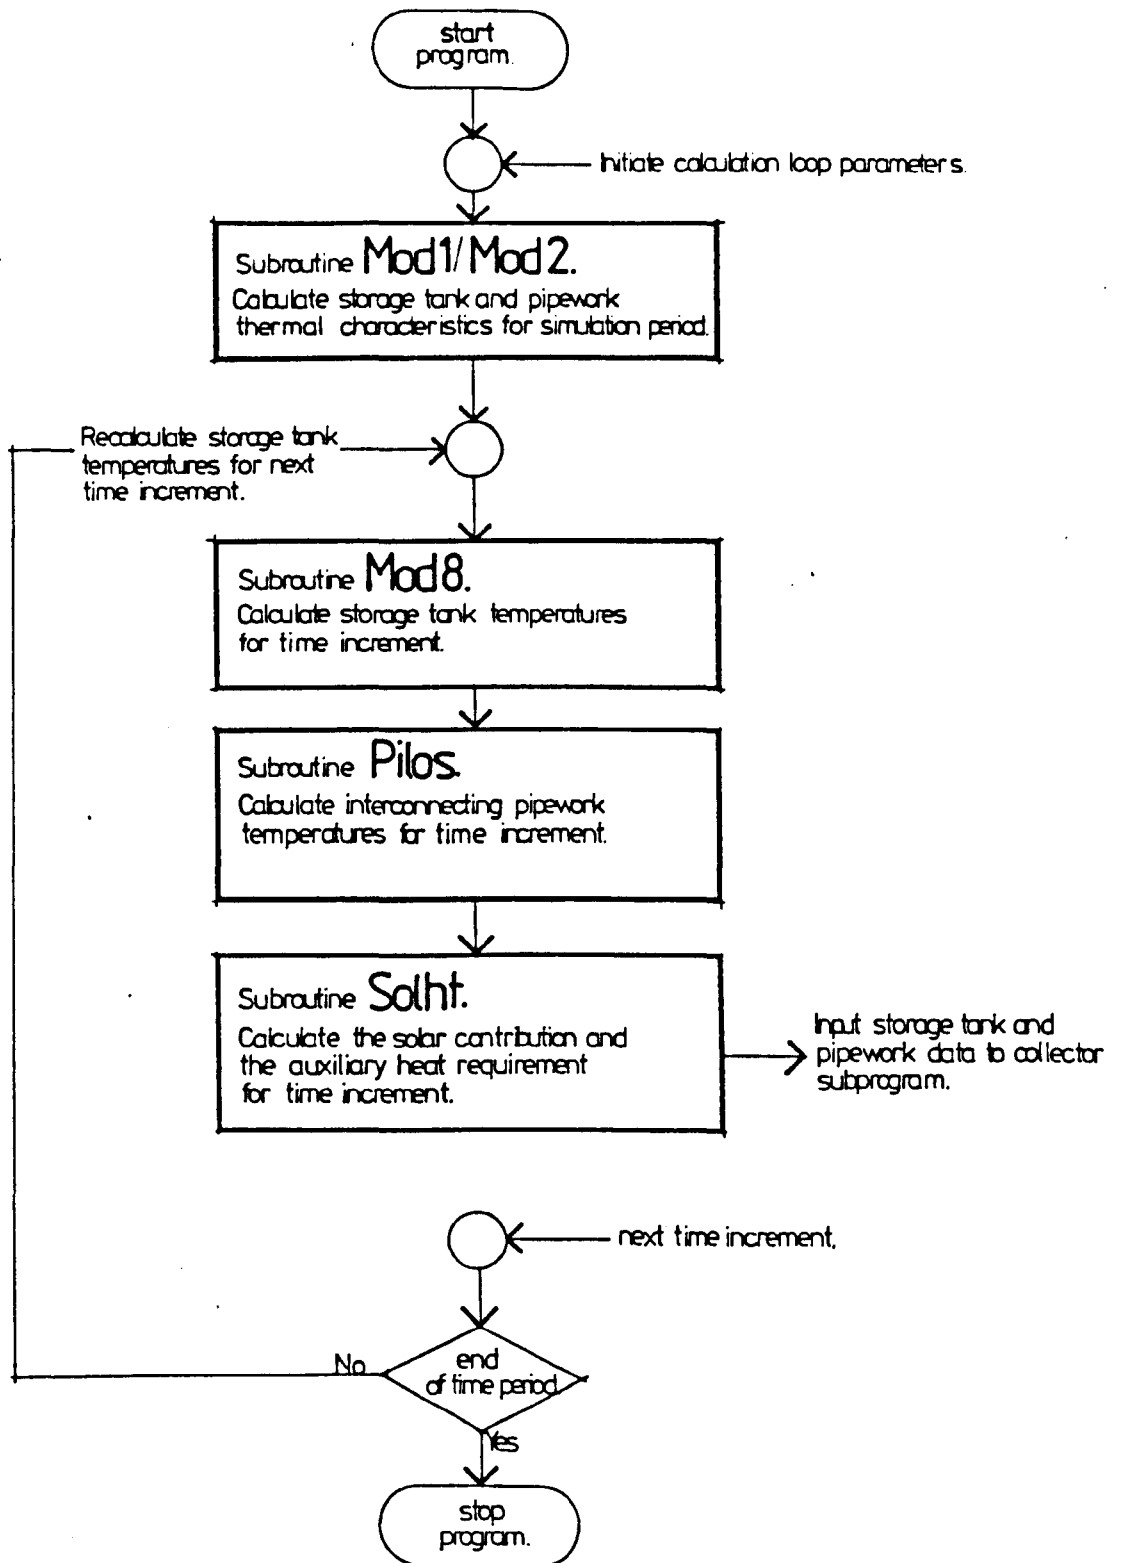 start
program.
Initiate calculation loop parameters.
Subroutine Mod1/Mod2.
Calculate storage tank and pipework
thermal characteristics for simulation period.
Recalculate storage tank
temperatures for next
time increment.
Subroutine Mod8.
Calculate storage tank temperatures
for time increment.
Subroutine Pilos.
Calculate interconnecting pipework
temperatures for time increment.
Subroutine Solht.
Calculate the solar contribution and
the auxiliary heat requirement
for time increment.
Input storage tank and
pipework data to collector
subprogram.
next time increment.
No
end
of time period
Yes
stop
program.